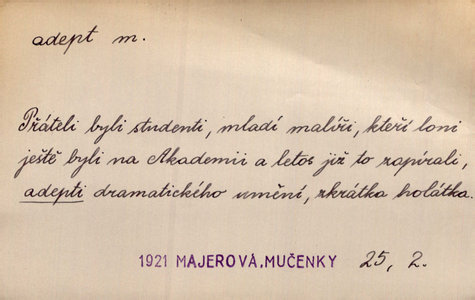 adept m.
Přáteli byli studenti, mladí malíři, kteří loni
ještě byli na Akademii a letos již to zapírali,
adepti dramatického umění, zkrátka holátka.
1921 MAJEROVÁ, MUČENKY 25, 2.